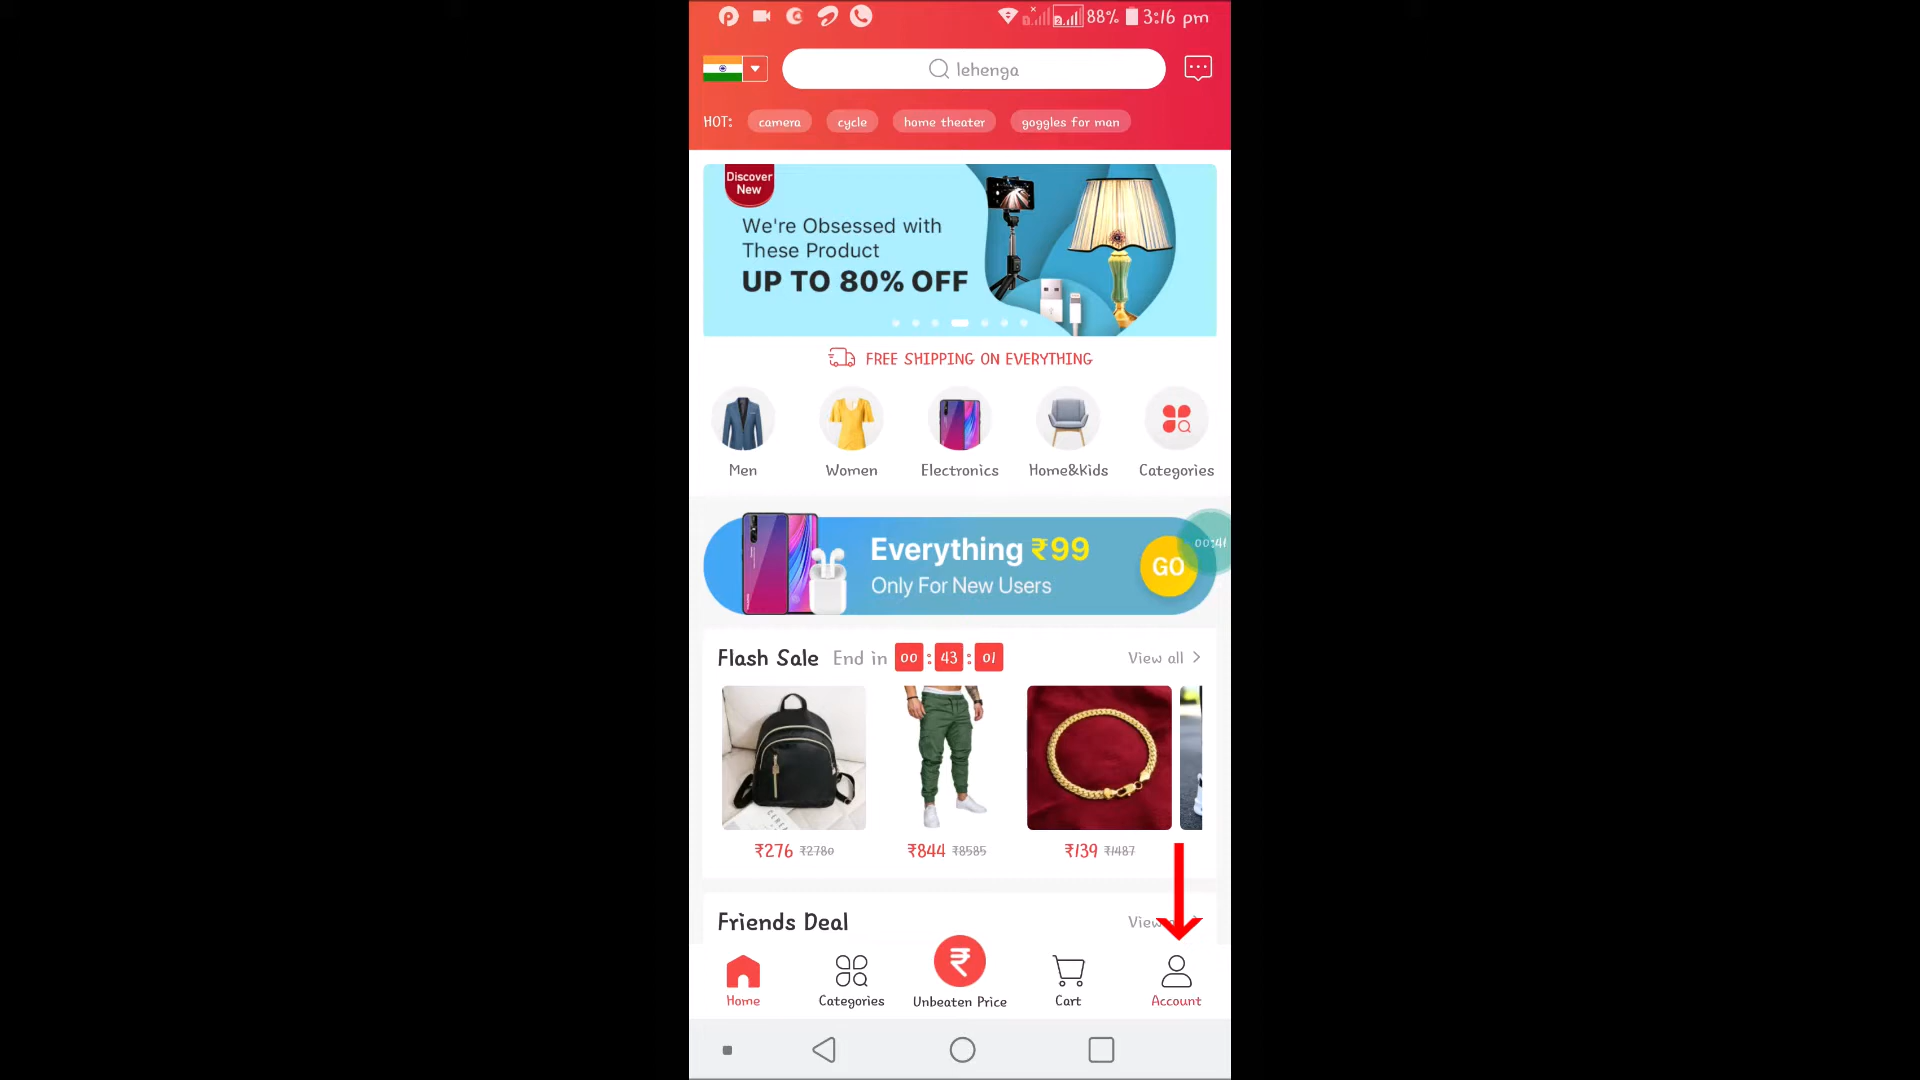 88% 3:16 pm
lehenga
HOT: camera cycle home theater goggles for man
Discover
New
We're Obsessed with
These Product
UP TO 80% OFF
FREE SHIPPING ON EVERYTHING
Men Women Electronics Home&Kids Categories
Everything ₹99
Only For New Users
GO
00:41
Flash Sale End in 00 : 43 : 01 View all
₹276 ₹2780 ₹844 ₹8585 ₹139 ₹1487
Friends Deal View
Home Categories Unbeaten Price Cart Account